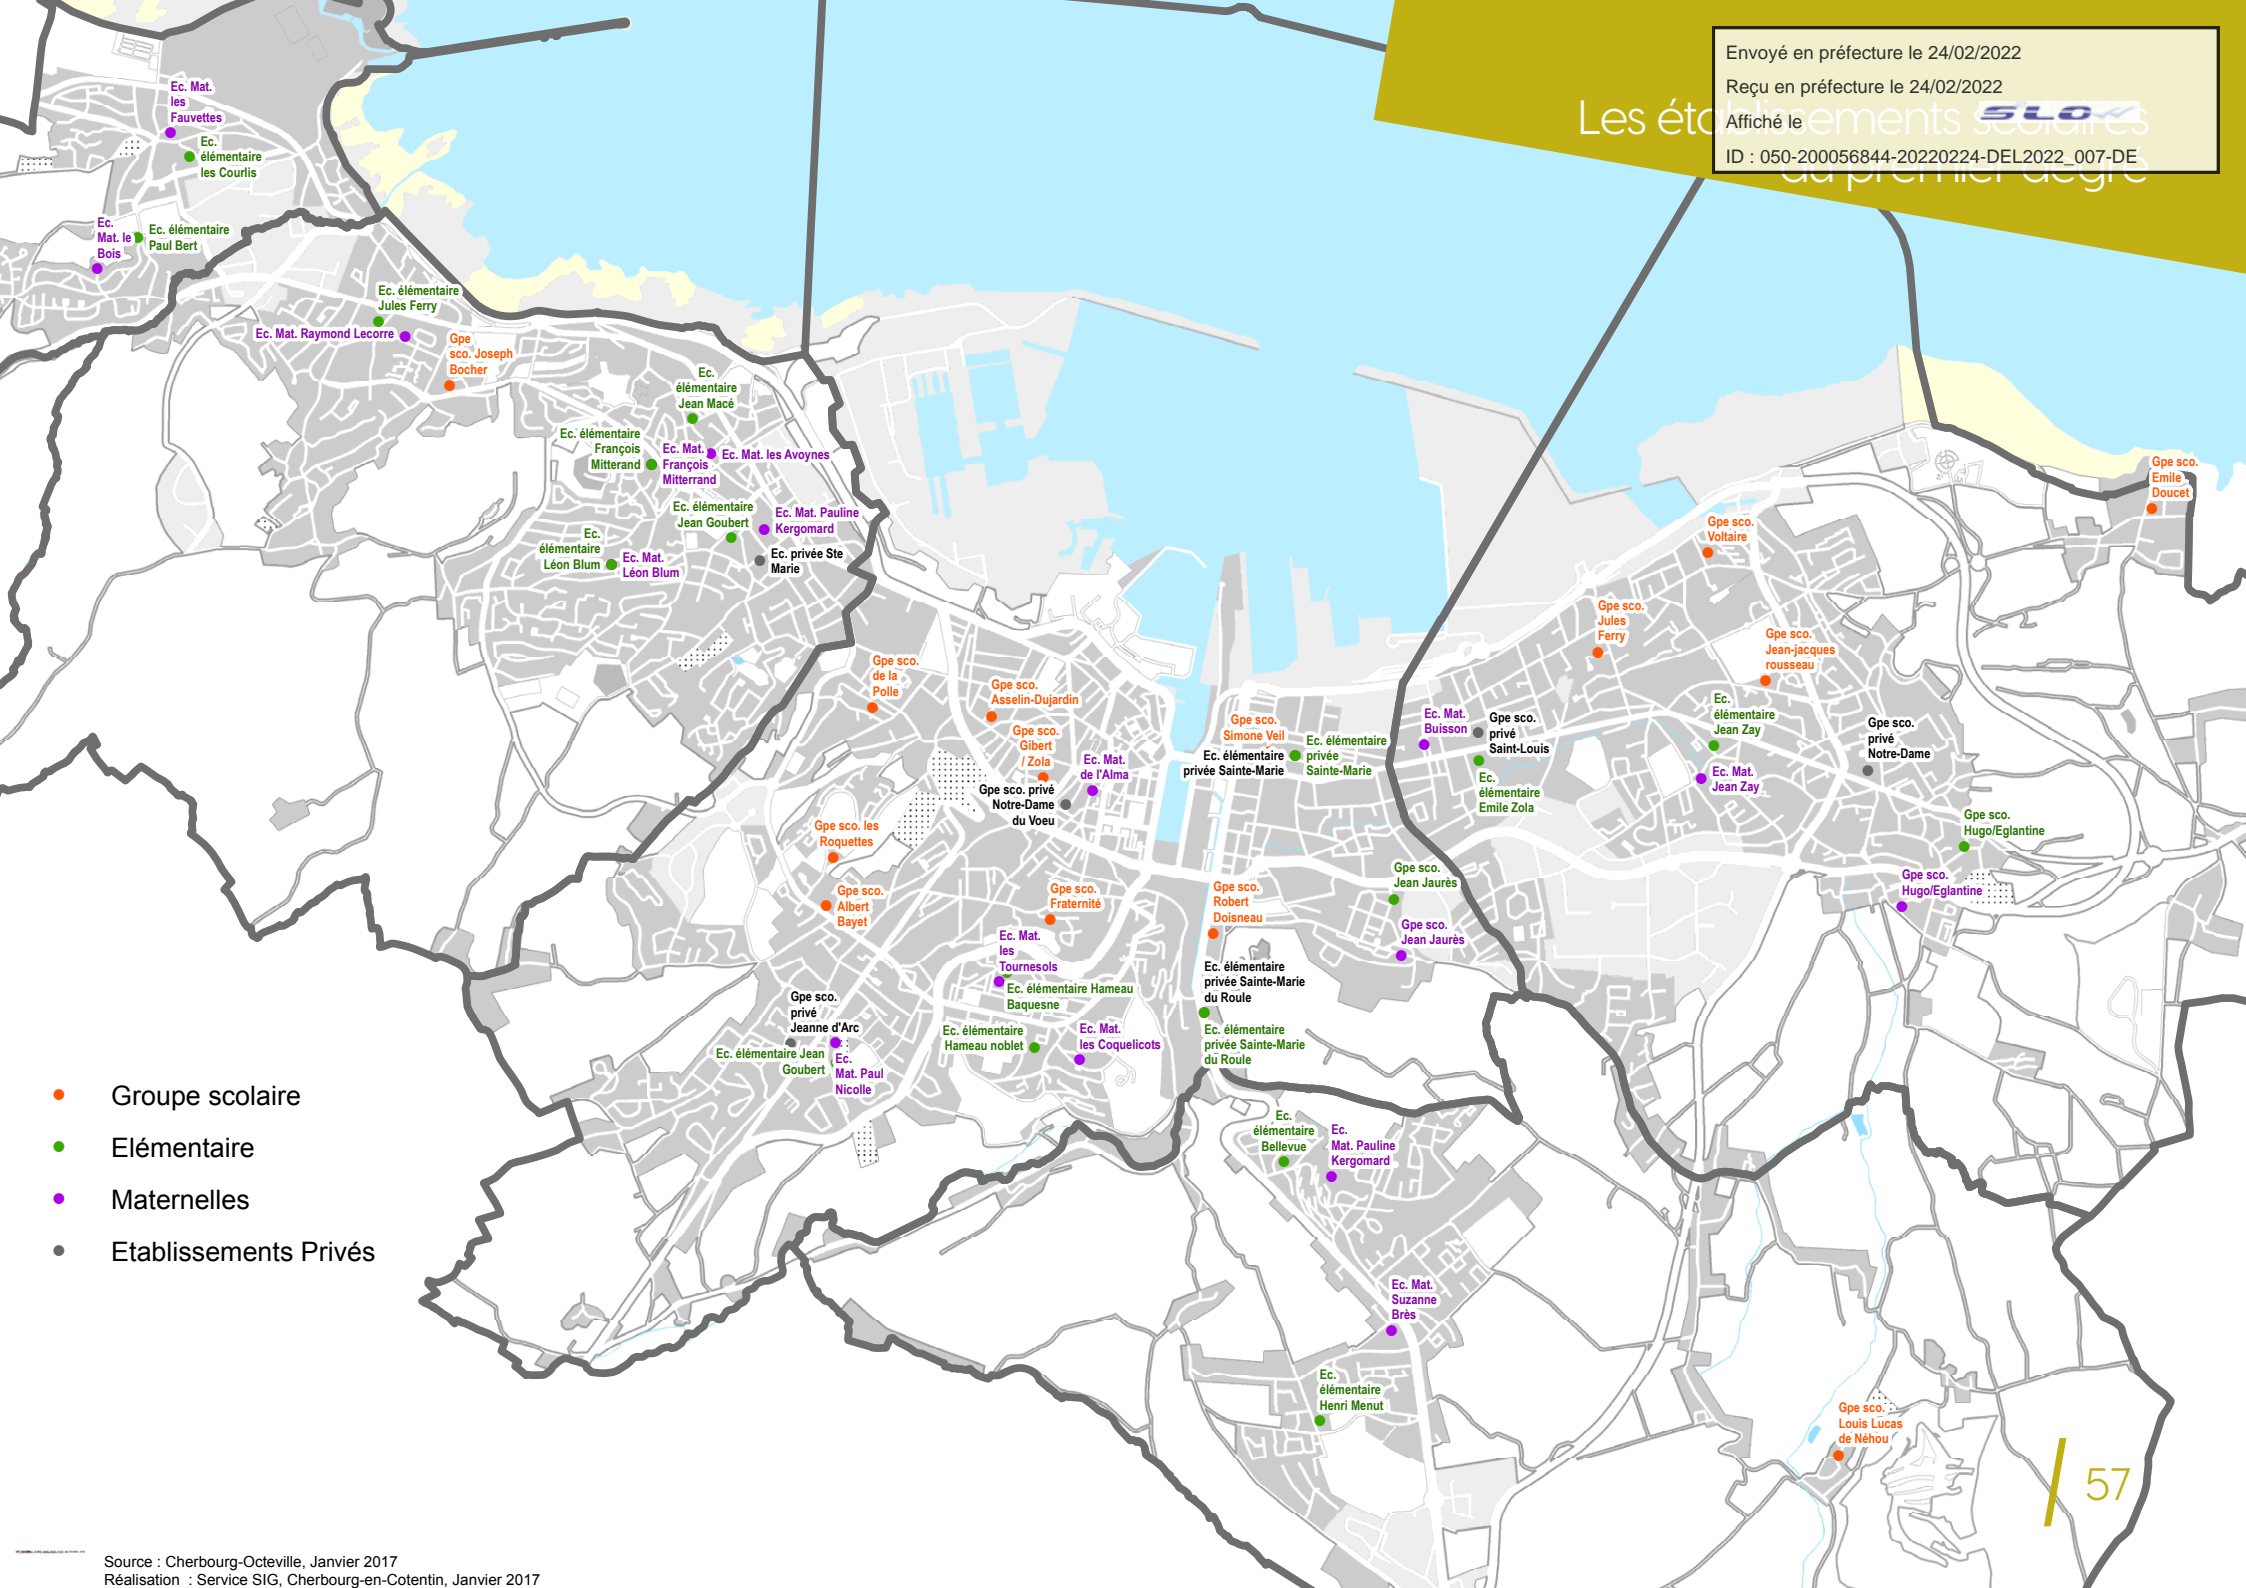 Envoyé en préfecture le 24/02/2022
Reçu en préfecture le 24/02/2022
Affiché le
SLO
ID : 050-200056844-20220224-DEL2022_007-DE
Les établissements scolaires
du premier degré
Ec. Mat.
les
Fauvettes
Ec.
élémentaire
les Courlis
Ec.
Mat. le
Bois
Ec. élémentaire
Paul Bert
Ec. élémentaire
Jules Ferry
Ec. Mat. Raymond Lecorre
Gpe
sco. Joseph
Bocher
Ec.
élémentaire
Jean Macé
Ec. élémentaire
François
Mitterand
Ec. Mat.
François
Mitterrand
Ec. Mat. les Avoynes
Ec. élémentaire
Jean Goubert
Ec. Mat. Pauline
Kergomard
Ec.
élémentaire
Léon Blum
Ec. Mat.
Léon Blum
Ec. privée Ste
Marie
Gpe sco.
Emile
Doucet
Gpe sco.
Voltaire
Gpe sco.
Jules
Ferry
Gpe sco.
Jean-jacques
rousseau
Gpe sco.
de la
Polle
Gpe sco.
Asselin-Dujardin
Gpe sco.
Gibert
/ Zola
Ec. Mat.
de l'Alma
Gpe sco. privé
Notre-Dame
du Voeu
Gpe sco.
Simone Veil
Ec. élémentaire
privée Sainte-Marie
Ec. élémentaire
privée
Sainte-Marie
Ec. Mat.
Buisson
Gpe sco.
privé
Saint-Louis
Ec.
élémentaire
Emile Zola
Ec.
élémentaire
Jean Zay
Ec. Mat.
Jean Zay
Gpe sco.
privé
Notre-Dame
Gpe sco.
Hugo/Eglantine
Gpe sco.
Hugo/Eglantine
Gpe sco. les
Roquettes
Gpe sco.
Albert
Bayet
Gpe sco.
Fraternité
Gpe sco.
Robert
Doisneau
Gpe sco.
Jean Jaurès
Gpe sco.
Jean Jaurès
Ec. Mat.
les
Tournesols
Ec. élémentaire Hameau
Baquesne
Ec. élémentaire
privée Sainte-Marie
du Roule
Ec. élémentaire
privée Sainte-Marie
du Roule
Gpe sco.
privé
Jeanne d'Arc
Ec. élémentaire Jean
Goubert
Ec.
Mat. Paul
Nicolle
Ec. élémentaire
Hameau noblet
Ec. Mat.
les Coquelicots
Ec.
élémentaire
Bellevue
Ec.
Mat. Pauline
Kergomard
Ec. Mat.
Suzanne
Brès
Ec.
élémentaire
Henri Menut
Gpe sco.
Louis Lucas
de Néhou
Groupe scolaire
Elémentaire
Maternelles
Etablissements Privés
57
Source : Cherbourg-Octeville, Janvier 2017
Réalisation : Service SIG, Cherbourg-en-Cotentin, Janvier 2017